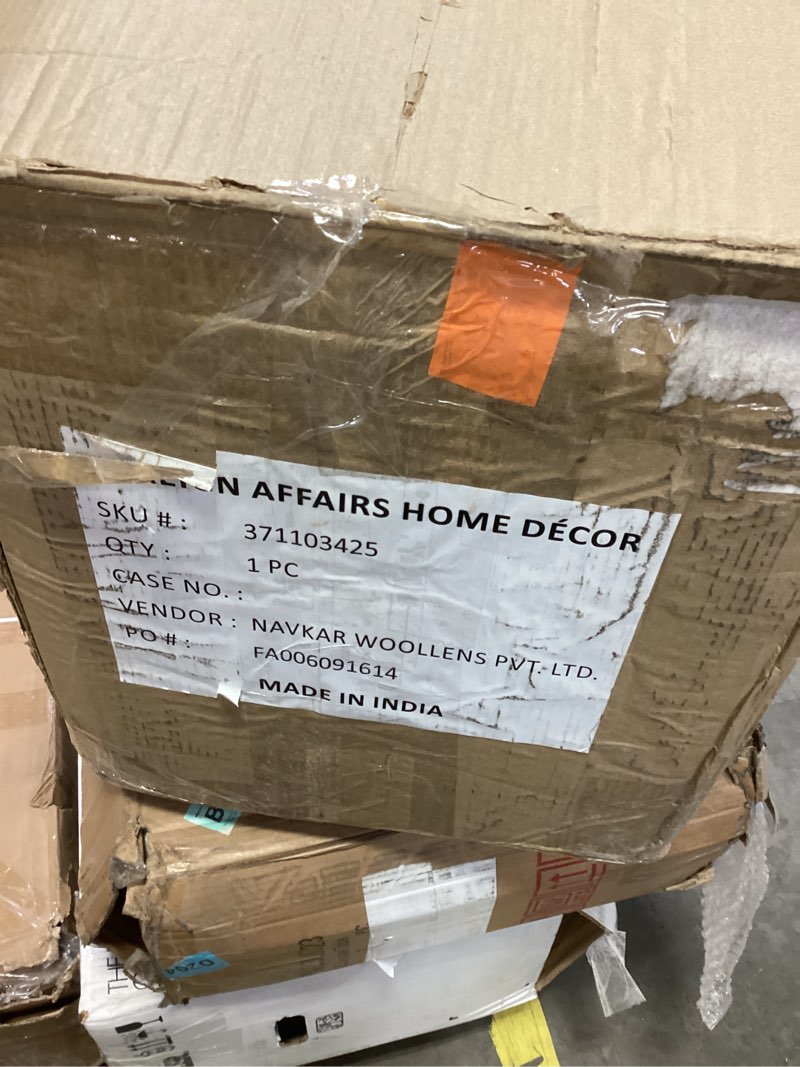 AFFAIRS HOME DÉCOR
SKU # : 371103425
QTY : 1 PC
CASE NO. :
VENDOR : NAVKAR WOOLLENS PVT. LTD.
PO # : FA006091614
MADE IN INDIA
B
THE